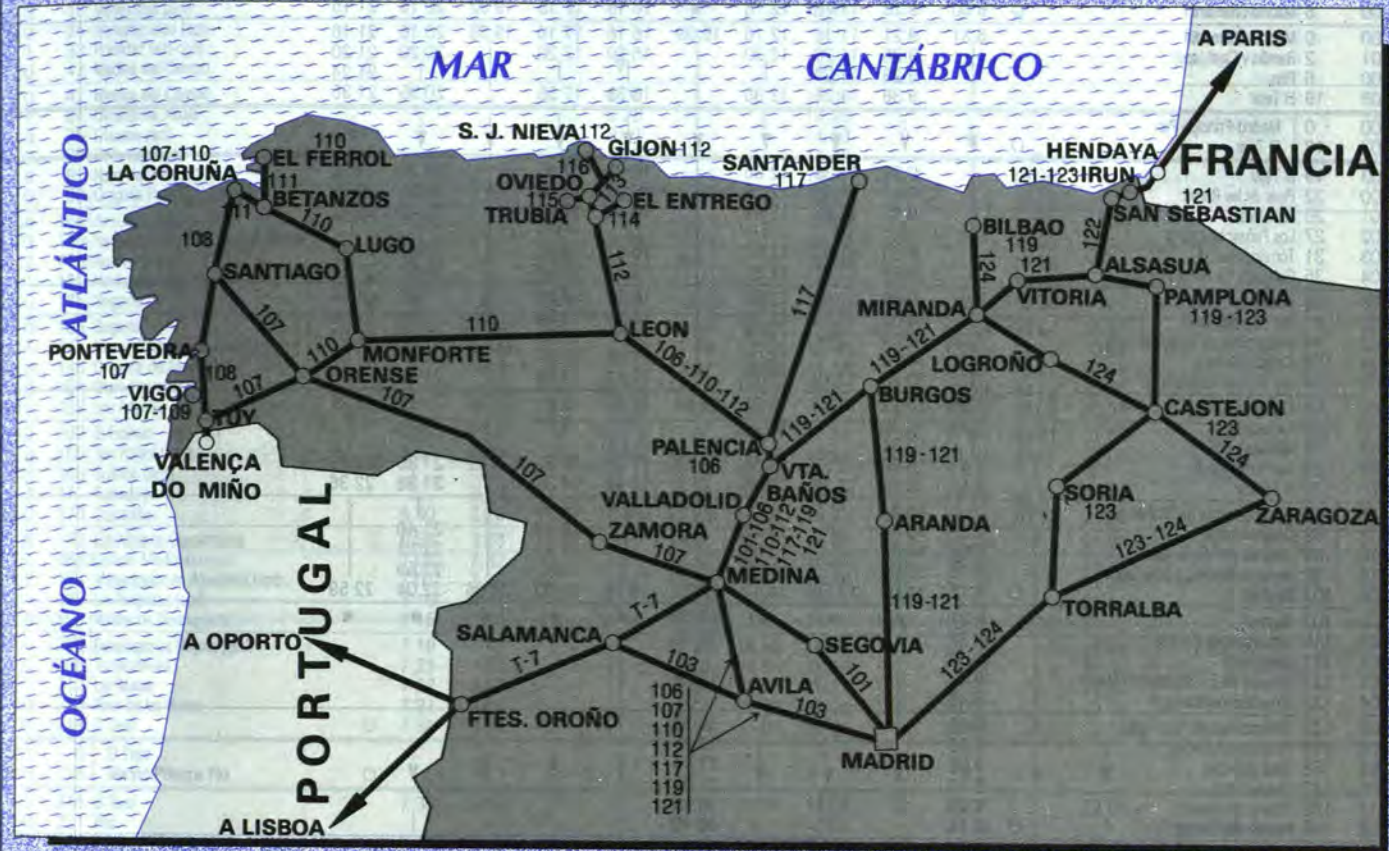 A PARIS
MAR
CANTÁBRICO
S. J. NIEVA 112
110
GIJON 112
HENDAYA
107-110
EL FERROL
116
SANTANDER
FRANCIA
LA CORUÑA
OVIEDO
113
117
121-123 IRUN
121
111
115
EL ENTREGO
11
BETANZOS
TRUBIA
114
SAN SEBASTIAN
110
BILBAO
122
108
LUGO
119
ATLÁNTICO
112
124
121
ALSASUA
SANTIAGO
VITORIA
PAMPLONA
117
MIRANDA
119-123
107
110
LEON
PONTEVEDRA
110
MONFORTE
119-121
LOGROÑO
107
108
ORENSE
106-110-112
124
VIGO
107
BURGOS
107-109
107
CASTEJON
TUY
123
PALENCIA
119-121
106
119-121
124
VALENÇA
VTA.
DO MIÑO
107
BAÑOS
SORIA
VALLADOLID
123
ZARAGOZA
ZAMORA
101-106
110-112
117-119
121
ARANDA
123-124
107
MEDINA
PORTUGAL
119-121
TORRALBA
T-7
OCÉANO
SALAMANCA
SEGOVIA
A OPORTO
123-124
T-7
103
101
AVILA
106
107
110
112
117
119
121
103
FTES. OROÑO
MADRID
A LISBOA